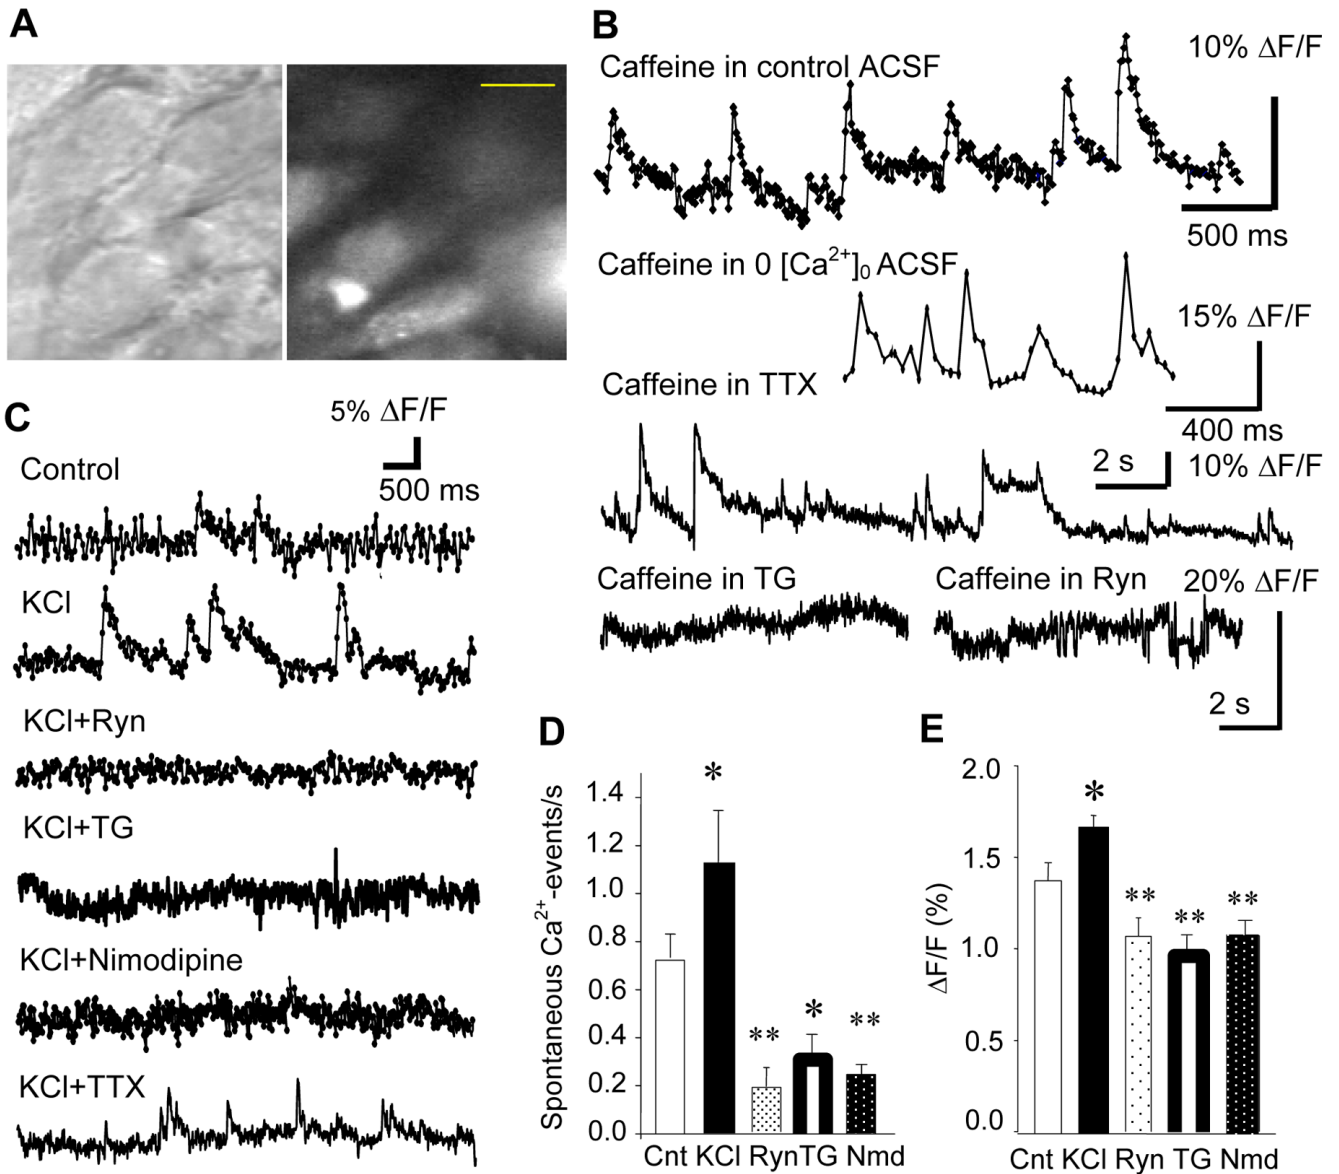 A
B
Caffeine in control ACSF
10% ΔF/F
500 ms
Caffeine in 0 [Ca²⁺]₀ ACSF
15% ΔF/F
400 ms
Caffeine in TTX
2 s
10% ΔF/F
Caffeine in TG
Caffeine in Ryn
20% ΔF/F
2 s
C
5% ΔF/F
500 ms
Control
KCl
KCl+Ryn
KCl+TG
KCl+Nimodipine
KCl+TTX
D
Spontaneous Ca²⁺-events/s
1.4
1.2
1.0
0.8
0.6
0.4
0.2
0.0
*
**
*
**
Cnt KCl Ryn TG Nmd
E
ΔF/F (%)
2.0
1.5
1.0
0.5
0.0
*
**
**
**
Cnt KCl Ryn TG Nmd